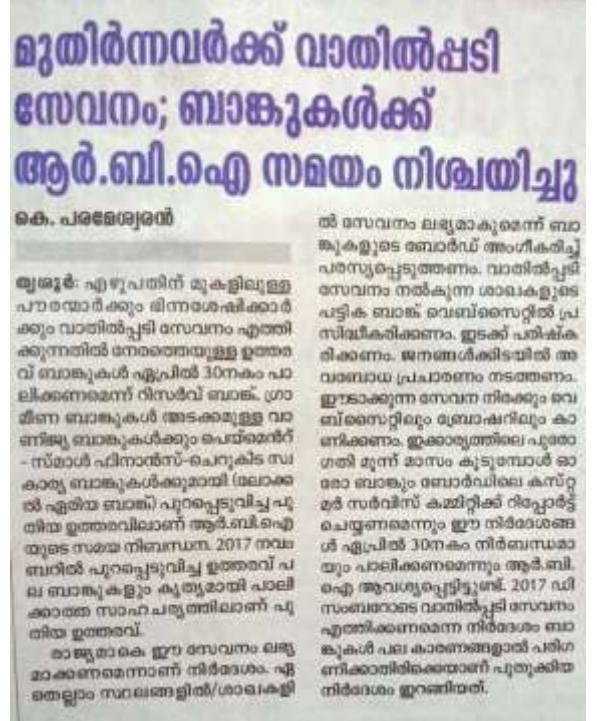 മുതിർന്നവർക്ക് വാതിൽപ്പടി
സേവനം; ബാങ്കുകൾക്ക്
ആർ.ബി.ഐ സമയം നിശ്ചയിച്ചു
കെ. പരമേശ്വരൻ
തൃശൂർ: എഴുപതിന് മുകളിലുള്ള
പൗരന്മാർക്കും ഭിന്നശേഷിക്കാർ
ക്കും വാതിൽപ്പടി സേവനം എത്തി
ക്കുന്നതിൽ നേരത്തെയുള്ള ഉത്തര
വ് ബാങ്കുകൾ ഏപ്രിൽ 30നകം പാ
ലിക്കണമെന്ന് റിസർവ് ബാങ്ക്. ഗ്രാ
മീണ ബാങ്കുകൾ അടക്കമുള്ള വാ
ണിജ്യ ബാങ്കുകൾക്കും പെയ്മെൻറ്
- സ്മാൾ ഫിനാൻസ്-ചെറുകിട സ്വ
കാര്യ ബാങ്കുകൾക്കുമായി (ലോക്ക
ൽ ഏരിയ ബാങ്ക്) പുറപ്പെടുവിച്ച പു
തിയ ഉത്തരവിലാണ് ആർ.ബി.ഐ
യുടെ സമയ നിബന്ധന. 2017 നവം
ബറിൽ പുറപ്പെടുവിച്ച ഉത്തരവ് പ
ല ബാങ്കുകളും കൃത്യമായി പാലി
ക്കാത്ത സാഹചര്യത്തിലാണ് പു
തിയ ഉത്തരവ്.
രാജ്യമാകെ ഈ സേവനം ലഭ്യ
മാക്കണമെന്നാണ് നിർദേശം. ഏ
തെല്ലാം സ്ഥലങ്ങളിൽ/ശാഖകളി
ൽ സേവനം ലഭ്യമാകുമെന്ന് ബാ
ങ്കുകളുടെ ബോർഡ് അംഗീകരിച്ച്
പരസ്യപ്പെടുത്തണം. വാതിൽപ്പടി
സേവനം നൽകുന്ന ശാഖകളുടെ
പട്ടിക ബാങ്ക് വെബ്സൈറ്റിൽ പ്ര
സിദ്ധീകരിക്കണം. ഇടക്ക് പരിഷ്ക
രിക്കണം. ജനങ്ങൾക്കിടയിൽ അ
വബോധ പ്രചാരണം നടത്തണം.
ഈടാക്കുന്ന സേവന നിരക്കും വെ
ബ്സൈറ്റിലും ബ്രോഷറിലും കാ
ണിക്കണം. ഇക്കാര്യത്തിലെ പുരോ
ഗതി മൂന്ന് മാസം കൂടുമ്പോൾ ഓ
രോ ബാങ്കും ബോർഡിലെ കസ്റ്റ
മർ സർവിസ് കമ്മിറ്റിക്ക് റിപ്പോർട്ട്
ചെയ്യണമെന്നും ഈ നിർദേശങ്ങ
ൾ ഏപ്രിൽ 30നകം നിർബന്ധമാ
യും പാലിക്കണമെന്നും ആർ.ബി.
ഐ ആവശ്യപ്പെട്ടിട്ടുണ്ട്. 2017 ഡി
സംബറോടെ വാതിൽപ്പടി സേവനം
എത്തിക്കണമെന്ന നിർദേശം ബാ
ങ്കുകൾ പല കാരണങ്ങളാൽ പരിഗ
ണിക്കാതിരിക്കെയാണ് പുതുക്കിയ
നിർദേശം ഇറങ്ങിയത്.